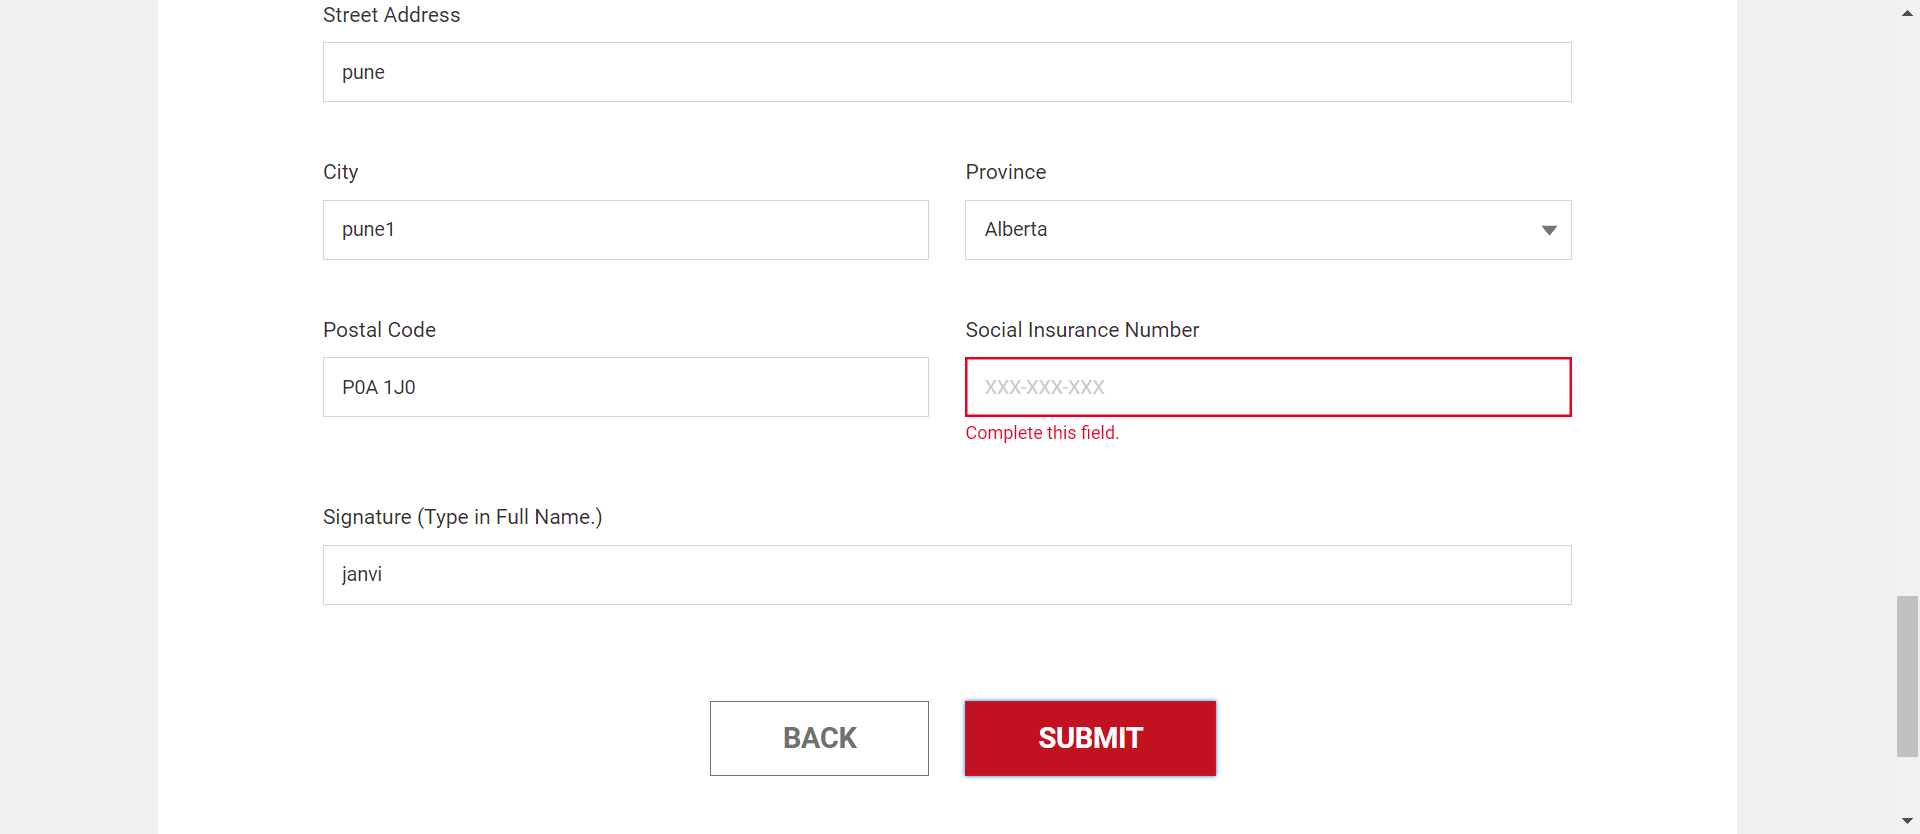 Street Address
pune
City
Province
pune1
Alberta
Postal Code
Social Insurance Number
P0A 1J0
XXX-XXX-XXX
Complete this field.
Signature (Type in Full Name.)
janvi
BACK
SUBMIT